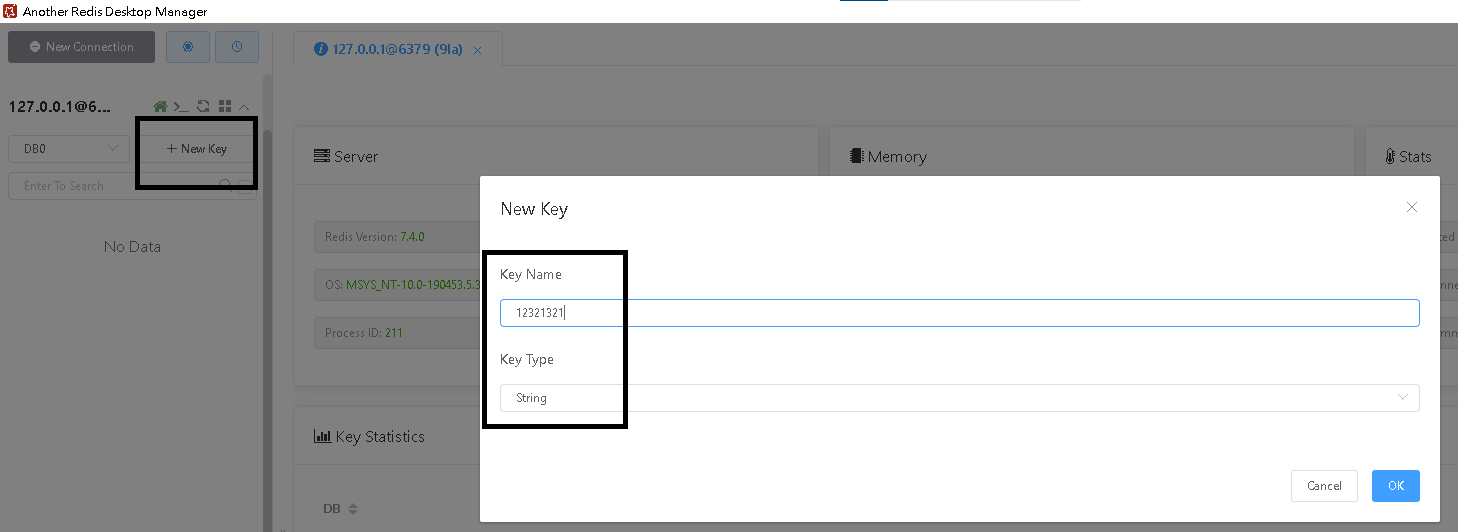 Another Redis Desktop Manager
New Connection
127.0.0.1@6379 (9la)
127.0.0.1@6...
DB0
+ New Key
Enter To Search
No Data
Server
Memory
Stats
Redis Version: 7.4.0
OS: MSYS_NT-10.0-190453.5.3
Process ID: 211
Key Statistics
DB
New Key
Key Name
12321321
Key Type
String
Cancel
OK